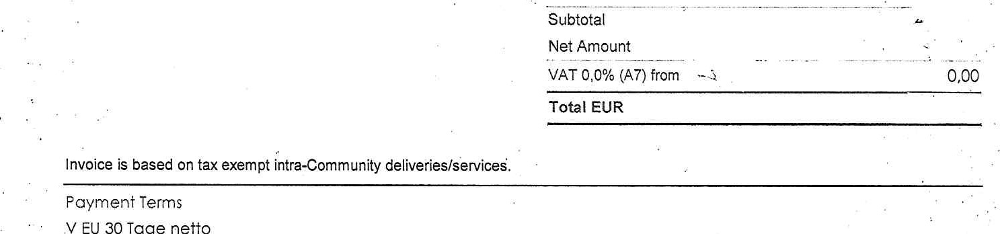 Subtotal
Net Amount
VAT 0,0% (A7) from 0,00
Total EUR
Invoice is based on tax exempt intra-Community deliveries/services.
Payment Terms
V EU 30 Tage netto